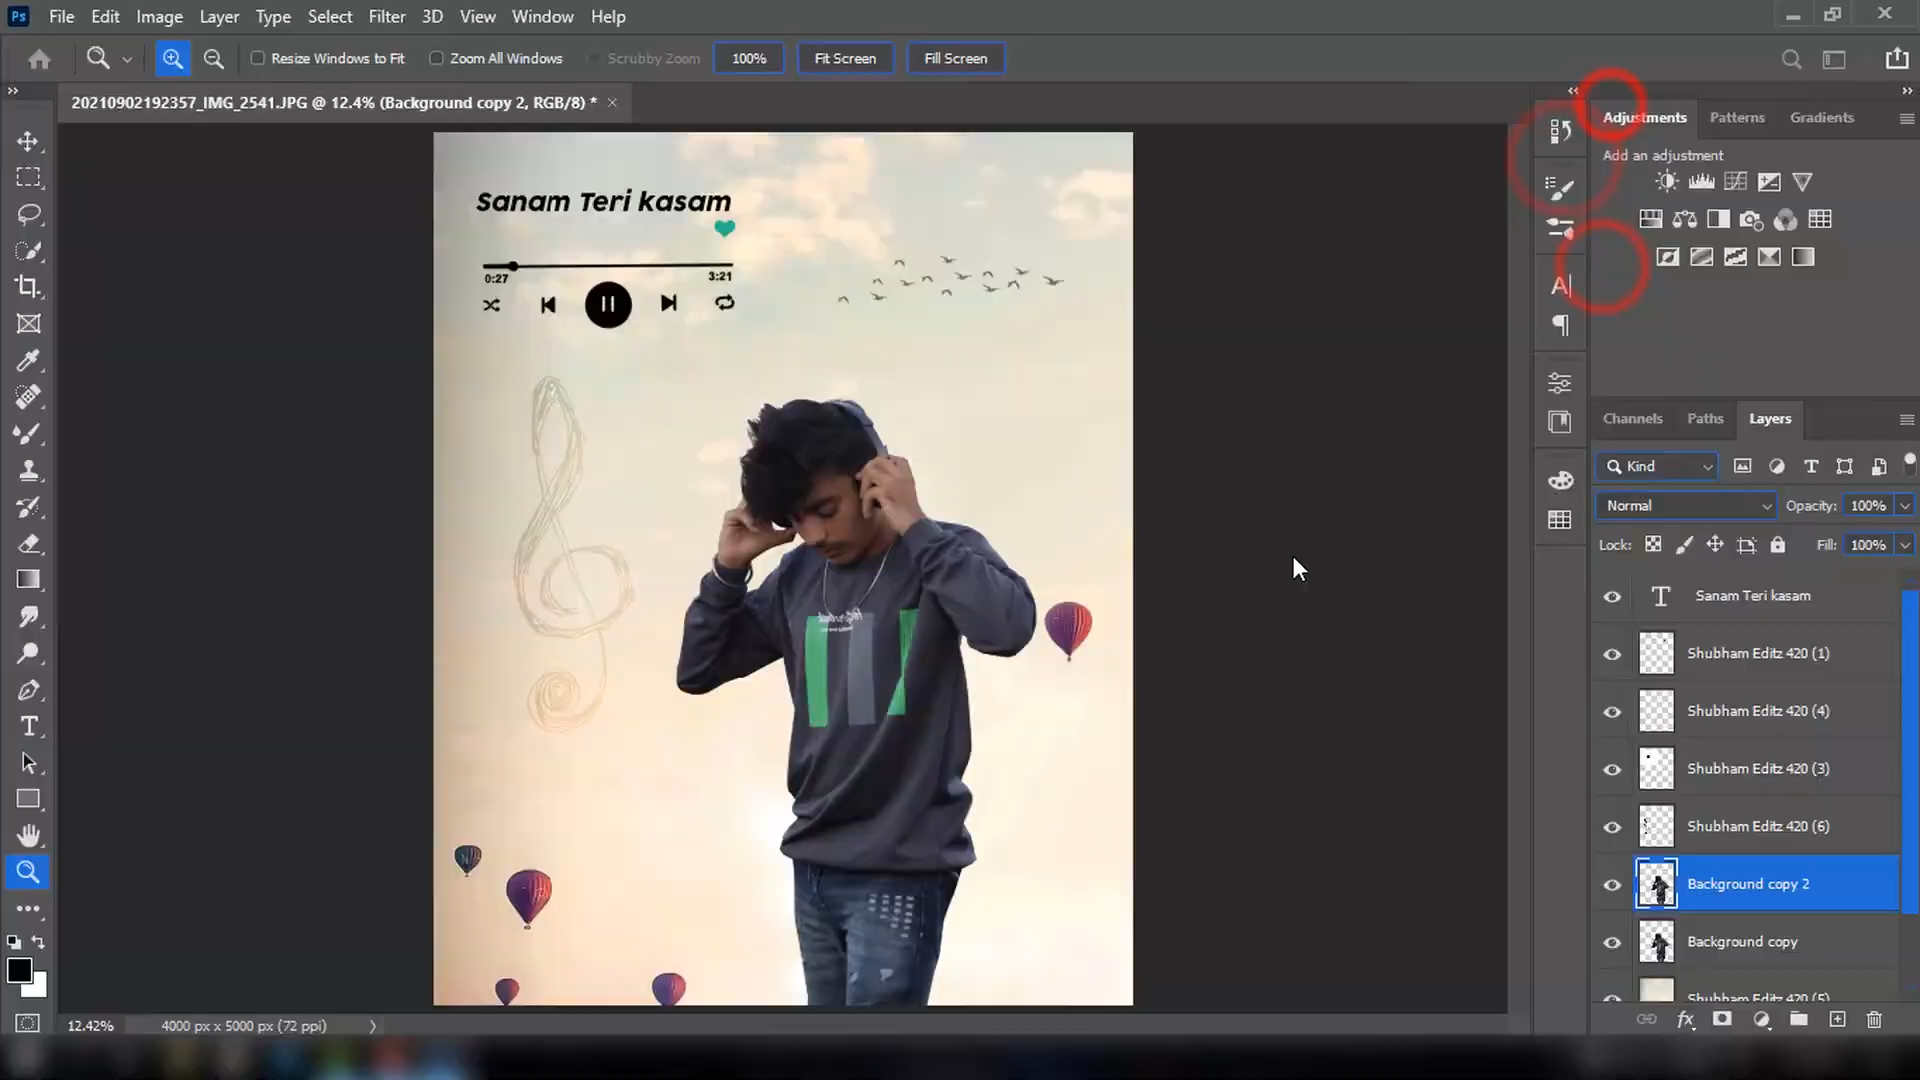 Ps File Edit Image Layer Type Select Filter 3D View Window Help
Resize Windows to Fit Zoom All Windows Scrubby Zoom 100% Fit Screen Fill Screen
20210902192357_IMG_2541.JPG @ 12.4% (Background copy 2, RGB/8) *
Adjustments Patterns Gradients
Add an adjustment
Sanam Teri kasam
0:27 3:21
Channels Paths Layers
Kind
Normal Opacity: 100%
Lock: Fill: 100%
Sanam Teri kasam
Shubham Editz 420 (1)
Shubham Editz 420 (4)
Shubham Editz 420 (3)
Shubham Editz 420 (6)
Background copy 2
Background copy
Shubham Editz 420 (5)
12.42% 4000 px x 5000 px (72 ppi)